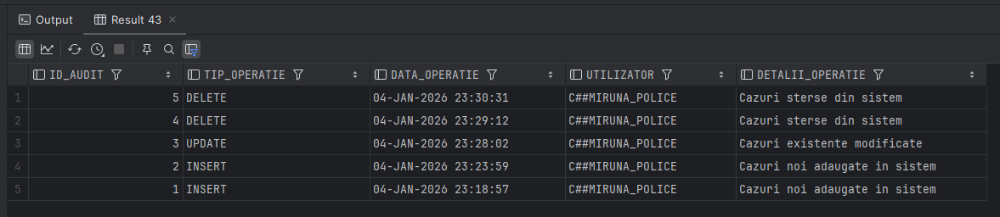 Output Result 43
ID_AUDIT TIP_OPERATIE DATA_OPERATIE UTILIZATOR DETALII_OPERATIE
1 5 DELETE 04-JAN-2026 23:30:31 C##MIRUNA_POLICE Cazuri sterse din sistem
2 4 DELETE 04-JAN-2026 23:29:12 C##MIRUNA_POLICE Cazuri sterse din sistem
3 3 UPDATE 04-JAN-2026 23:28:02 C##MIRUNA_POLICE Cazuri existente modificate
4 2 INSERT 04-JAN-2026 23:23:59 C##MIRUNA_POLICE Cazuri noi adaugate in sistem
5 1 INSERT 04-JAN-2026 23:18:57 C##MIRUNA_POLICE Cazuri noi adaugate in sistem